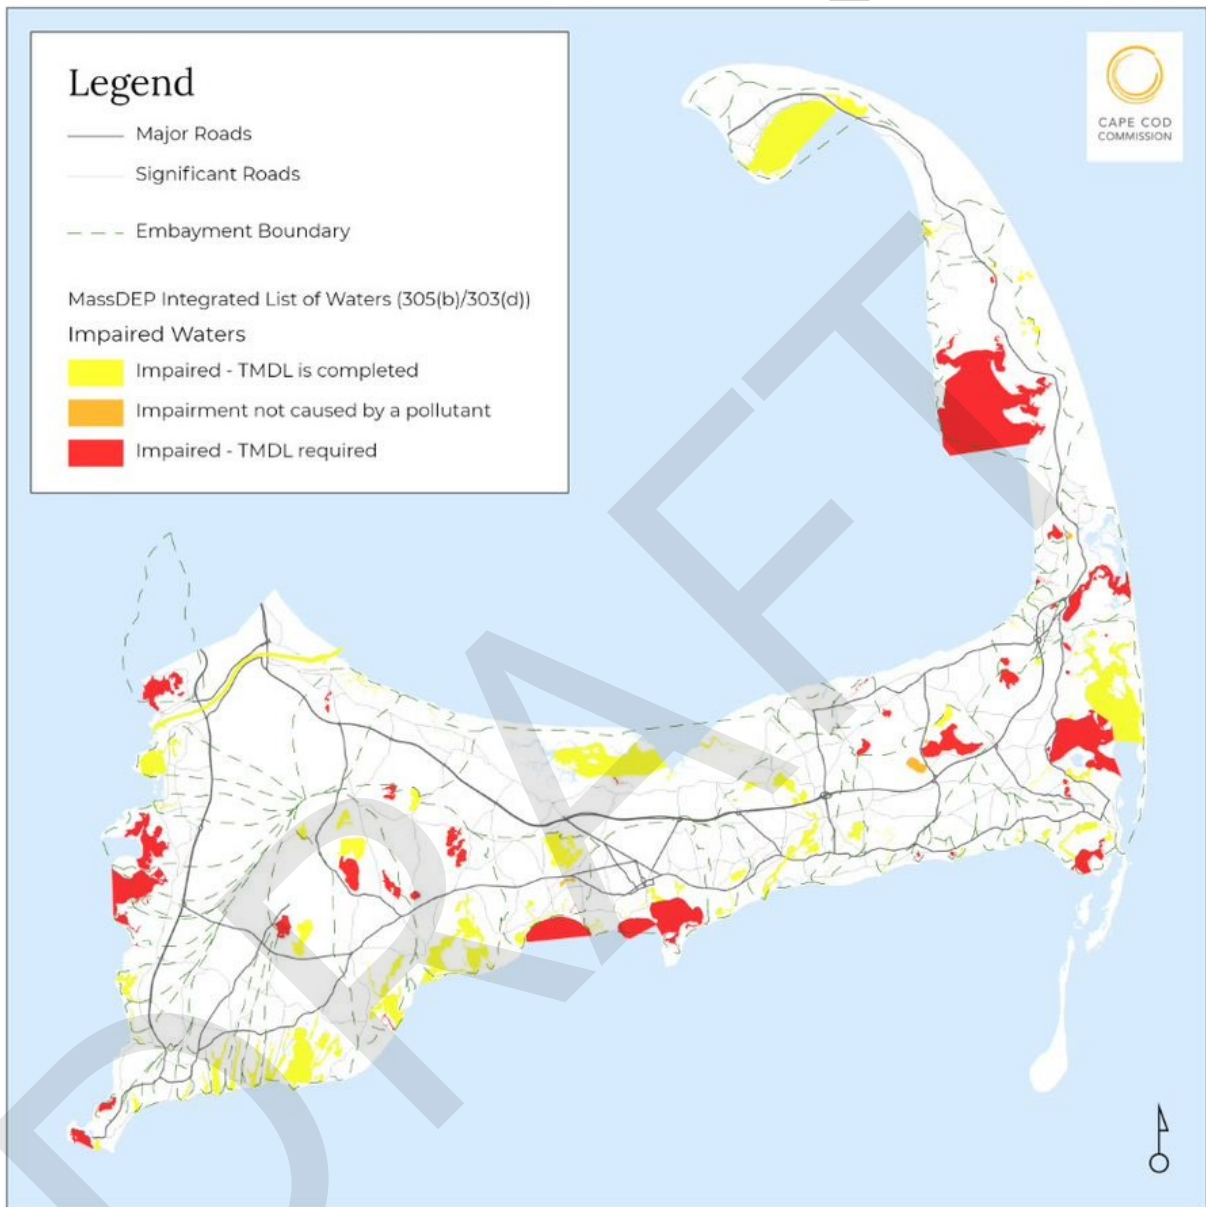 Legend
Major Roads
Significant Roads
Embayment Boundary
MassDEP Integrated List of Waters (305(b)/303(d))
Impaired Waters
Impaired - TMDL is completed
Impairment not caused by a pollutant
Impaired - TMDL required
CAPE COD
COMMISSION
DRAFT